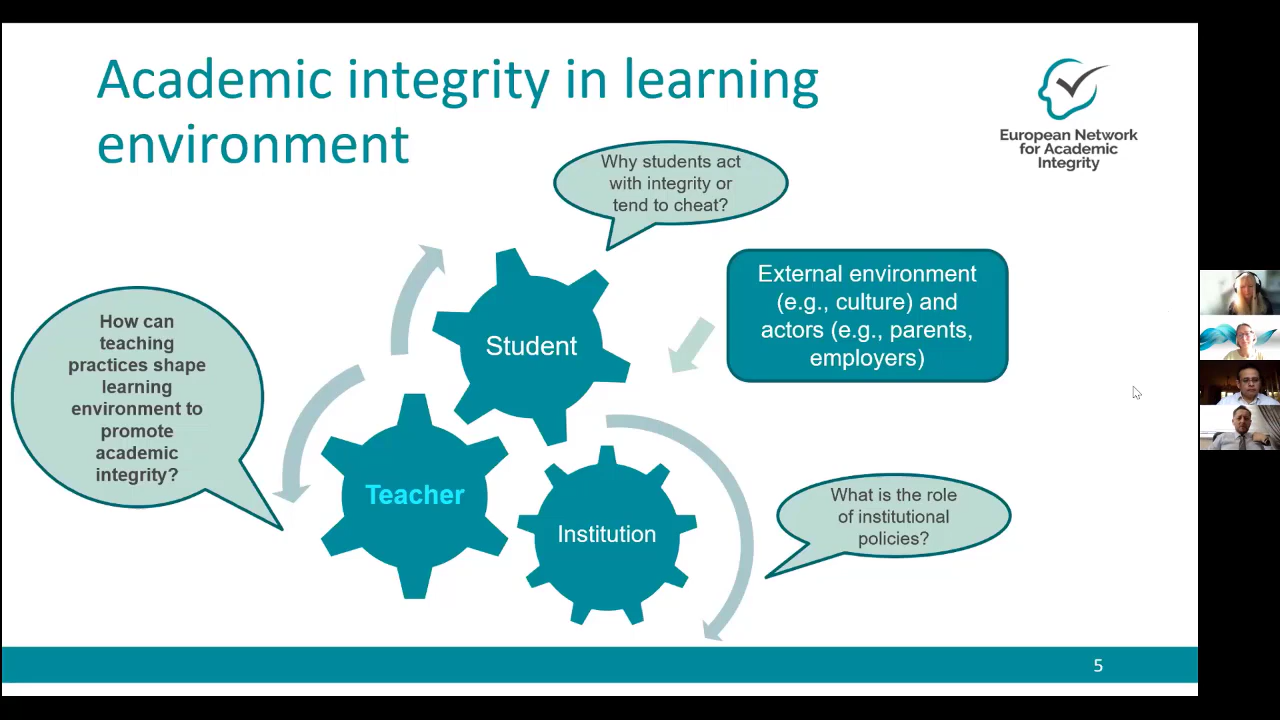 Academic integrity in learning
environment
European Network
for Academic
Integrity
Why students act
with integrity or
tend to cheat?
External environment
(e.g., culture) and
actors (e.g., parents,
employers)
How can
teaching
practices shape
learning
environment to
promote
academic
integrity?
Student
Teacher
Institution
What is the role
of institutional
policies?
5